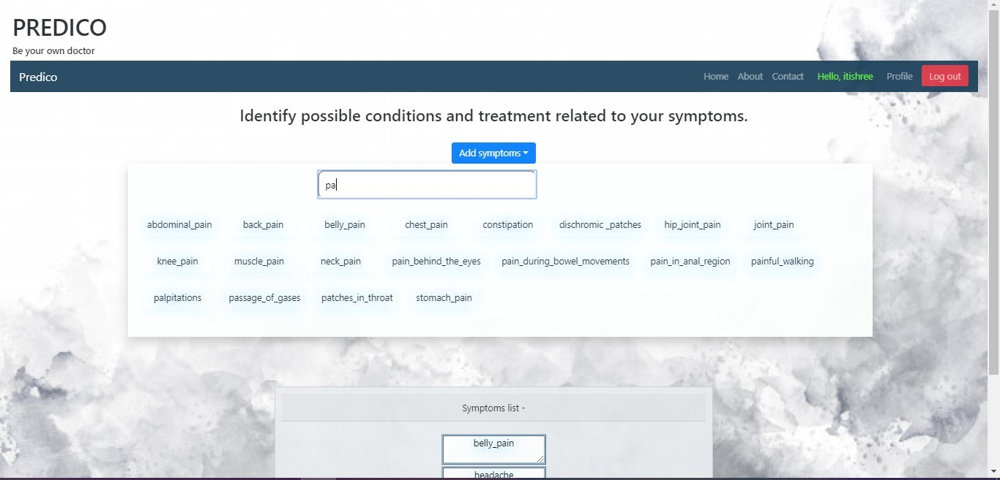 PREDICO
Be your own doctor
Predico Home About Contact Hello, itishree Profile Log out
Identify possible conditions and treatment related to your symptoms.
Add symptoms
pa
abdominal_pain back_pain belly_pain chest_pain constipation dischromic _patches hip_joint_pain joint_pain
knee_pain muscle_pain neck_pain pain_behind_the_eyes pain_during_bowel_movements pain_in_anal_region painful_walking
palpitations passage_of_gases patches_in_throat stomach_pain
Symptoms list -
belly_pain
headache